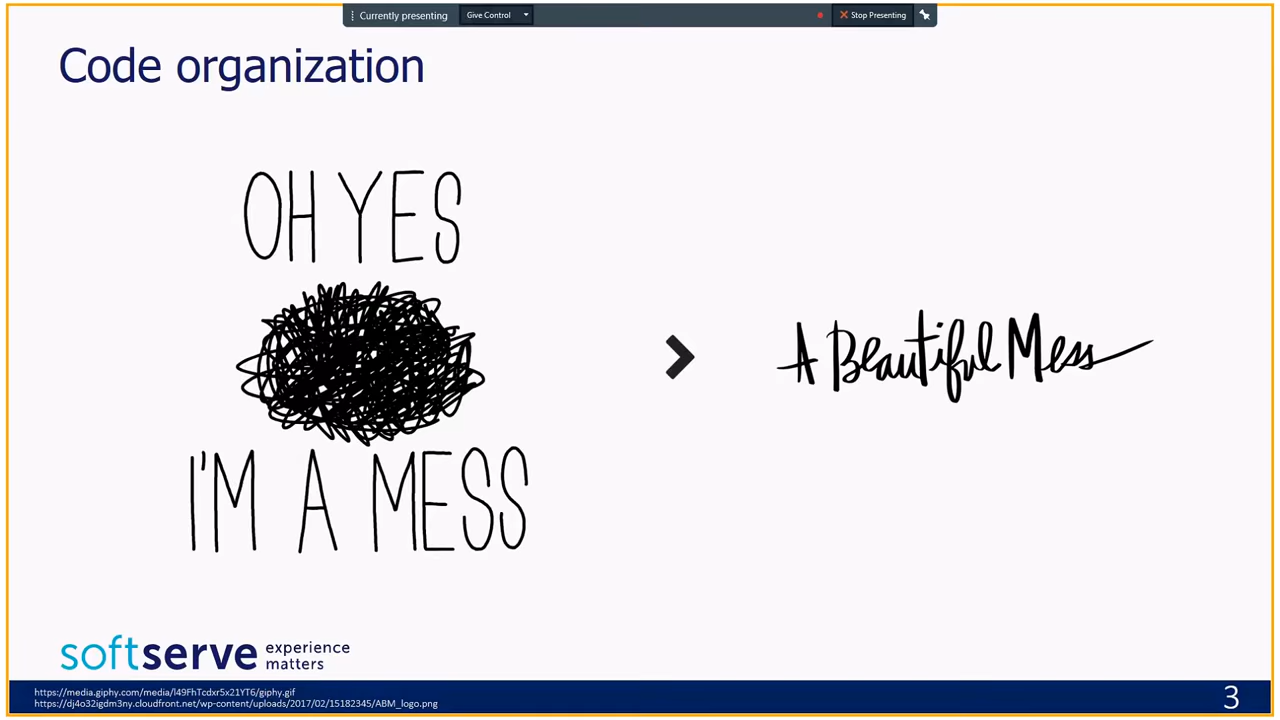 Currently presenting
Give Control
Stop Presenting
Code organization
OH YES
I'M A MESS
A Beautiful Mess
softserve experience matters
https://media.giphy.com/media/l49FhTcdxr5x21YT6/giphy.gif
https://dj4o32igdm3ny.cloudfront.net/wp-content/uploads/2017/02/15182345/ABM_logo.png
3